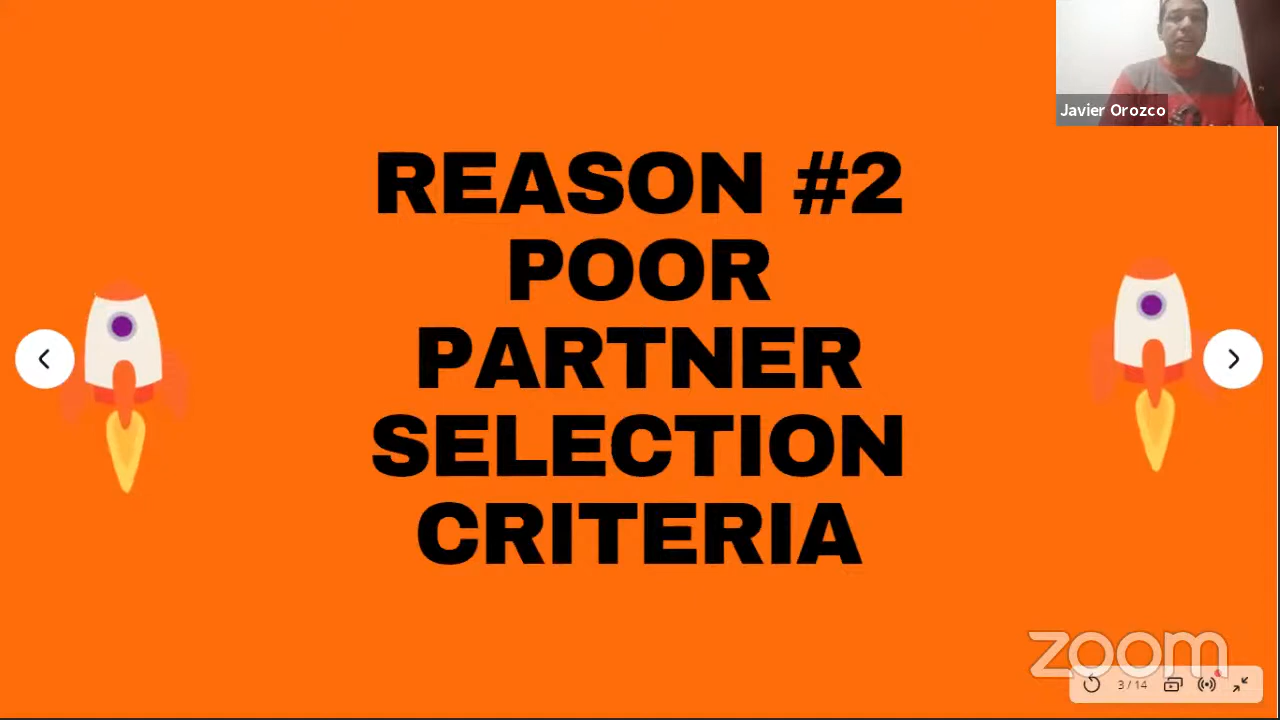 Javier Orozco
REASON #2
POOR
PARTNER
SELECTION
CRITERIA
zoom
3 / 14